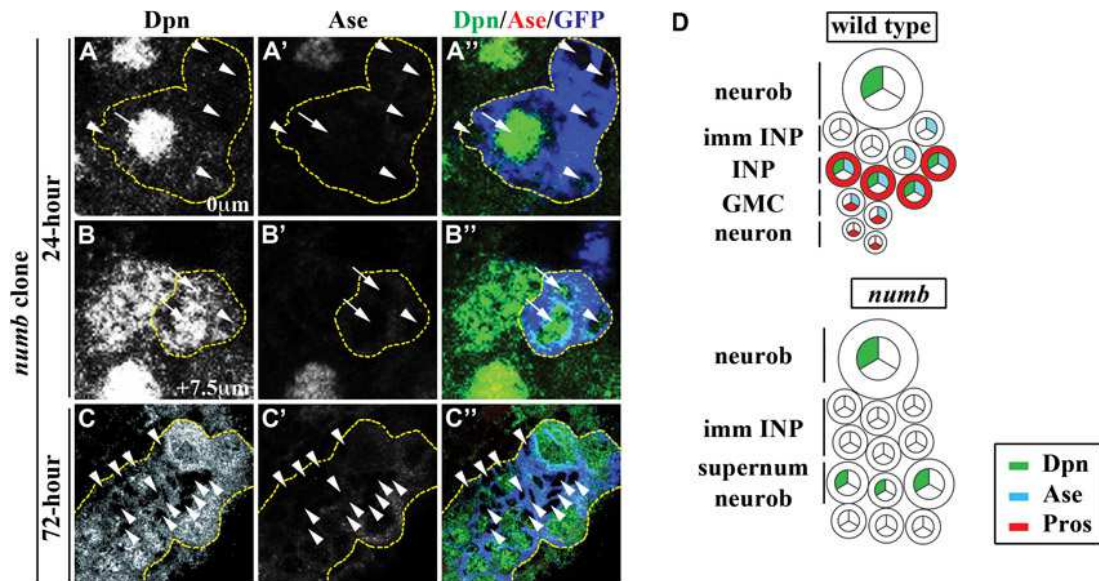 Dpn Ase Dpn/Ase/GFP
numb clone
24-hour
A A' A''
0µm
B B' B''
+7.5µm
72-hour
C C' C''
D
wild type
neurob
imm INP
INP
GMC
neuron
numb
neurob
imm INP
supernum
neurob
Dpn
Ase
Pros